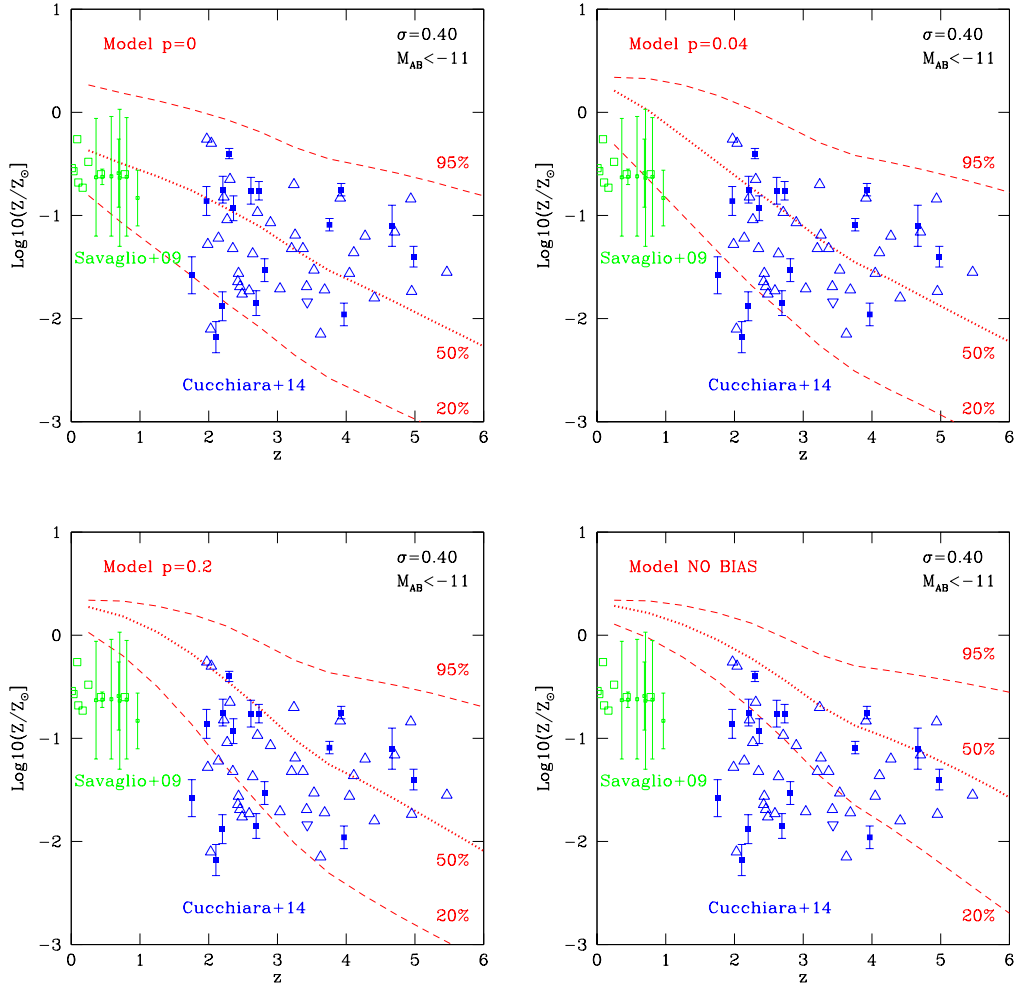 1
0
−1
−2
−3
0 1 2 3 4 5 6
z
Log10(Z/Z☉)
Model p=0
σ=0.40
M_AB<−11
95%
50%
20%
Savaglio+09
Cucchiara+14
1
0
−1
−2
−3
0 1 2 3 4 5 6
z
Log10(Z/Z☉)
Model p=0.04
σ=0.40
M_AB<−11
95%
50%
20%
Savaglio+09
Cucchiara+14
1
0
−1
−2
−3
0 1 2 3 4 5 6
z
Log10(Z/Z☉)
Model p=0.2
σ=0.40
M_AB<−11
95%
50%
20%
Savaglio+09
Cucchiara+14
1
0
−1
−2
−3
0 1 2 3 4 5 6
z
Log10(Z/Z☉)
Model NO BIAS
σ=0.40
M_AB<−11
95%
50%
20%
Savaglio+09
Cucchiara+14